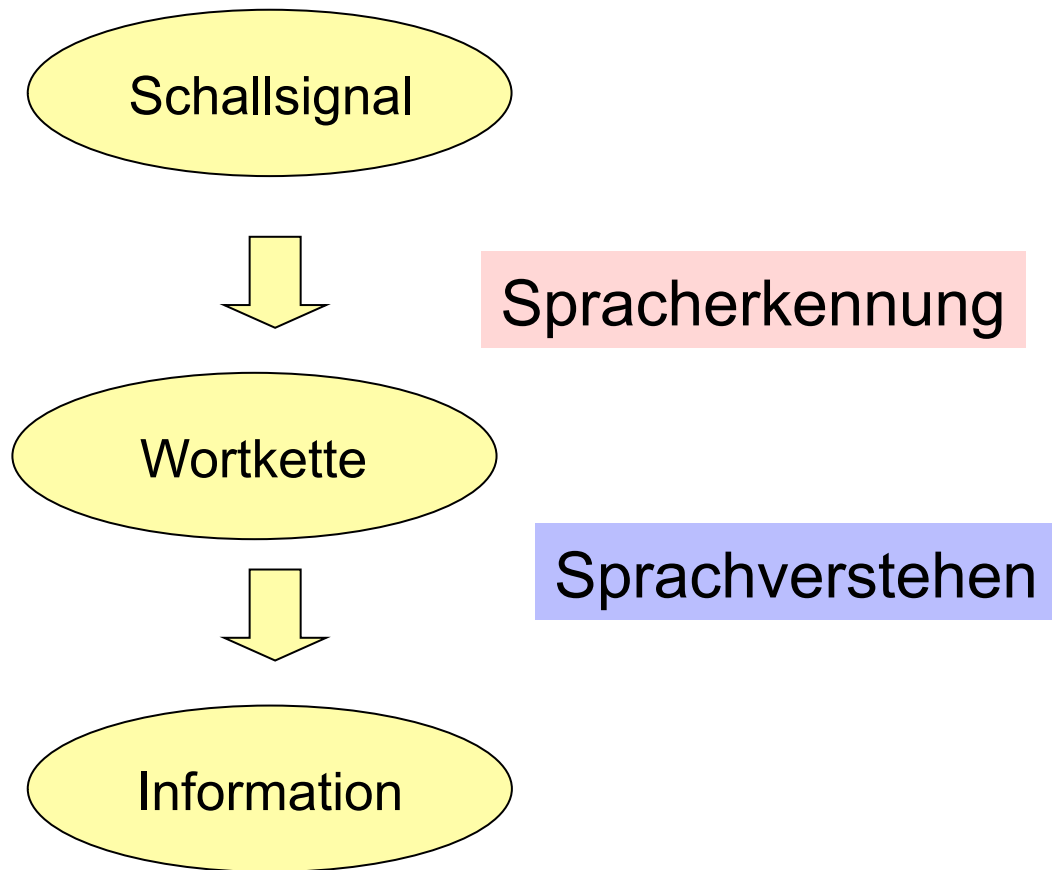 Schallsignal
Spracherkennung
Wortkette
Sprachverstehen
Information